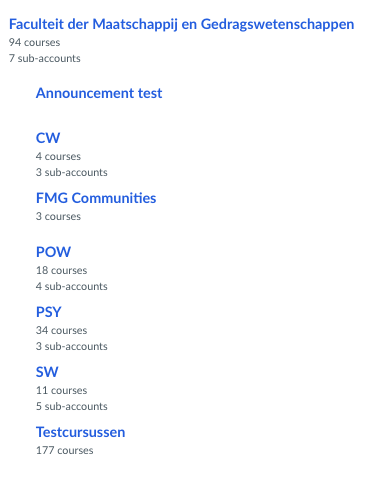 Faculteit der Maatschappij en Gedragswetenschappen
94 courses
7 sub-accounts
Announcement test
CW
4 courses
3 sub-accounts
FMG Communities
3 courses
POW
18 courses
4 sub-accounts
PSY
34 courses
3 sub-accounts
SW
11 courses
5 sub-accounts
Testcursussen
177 courses